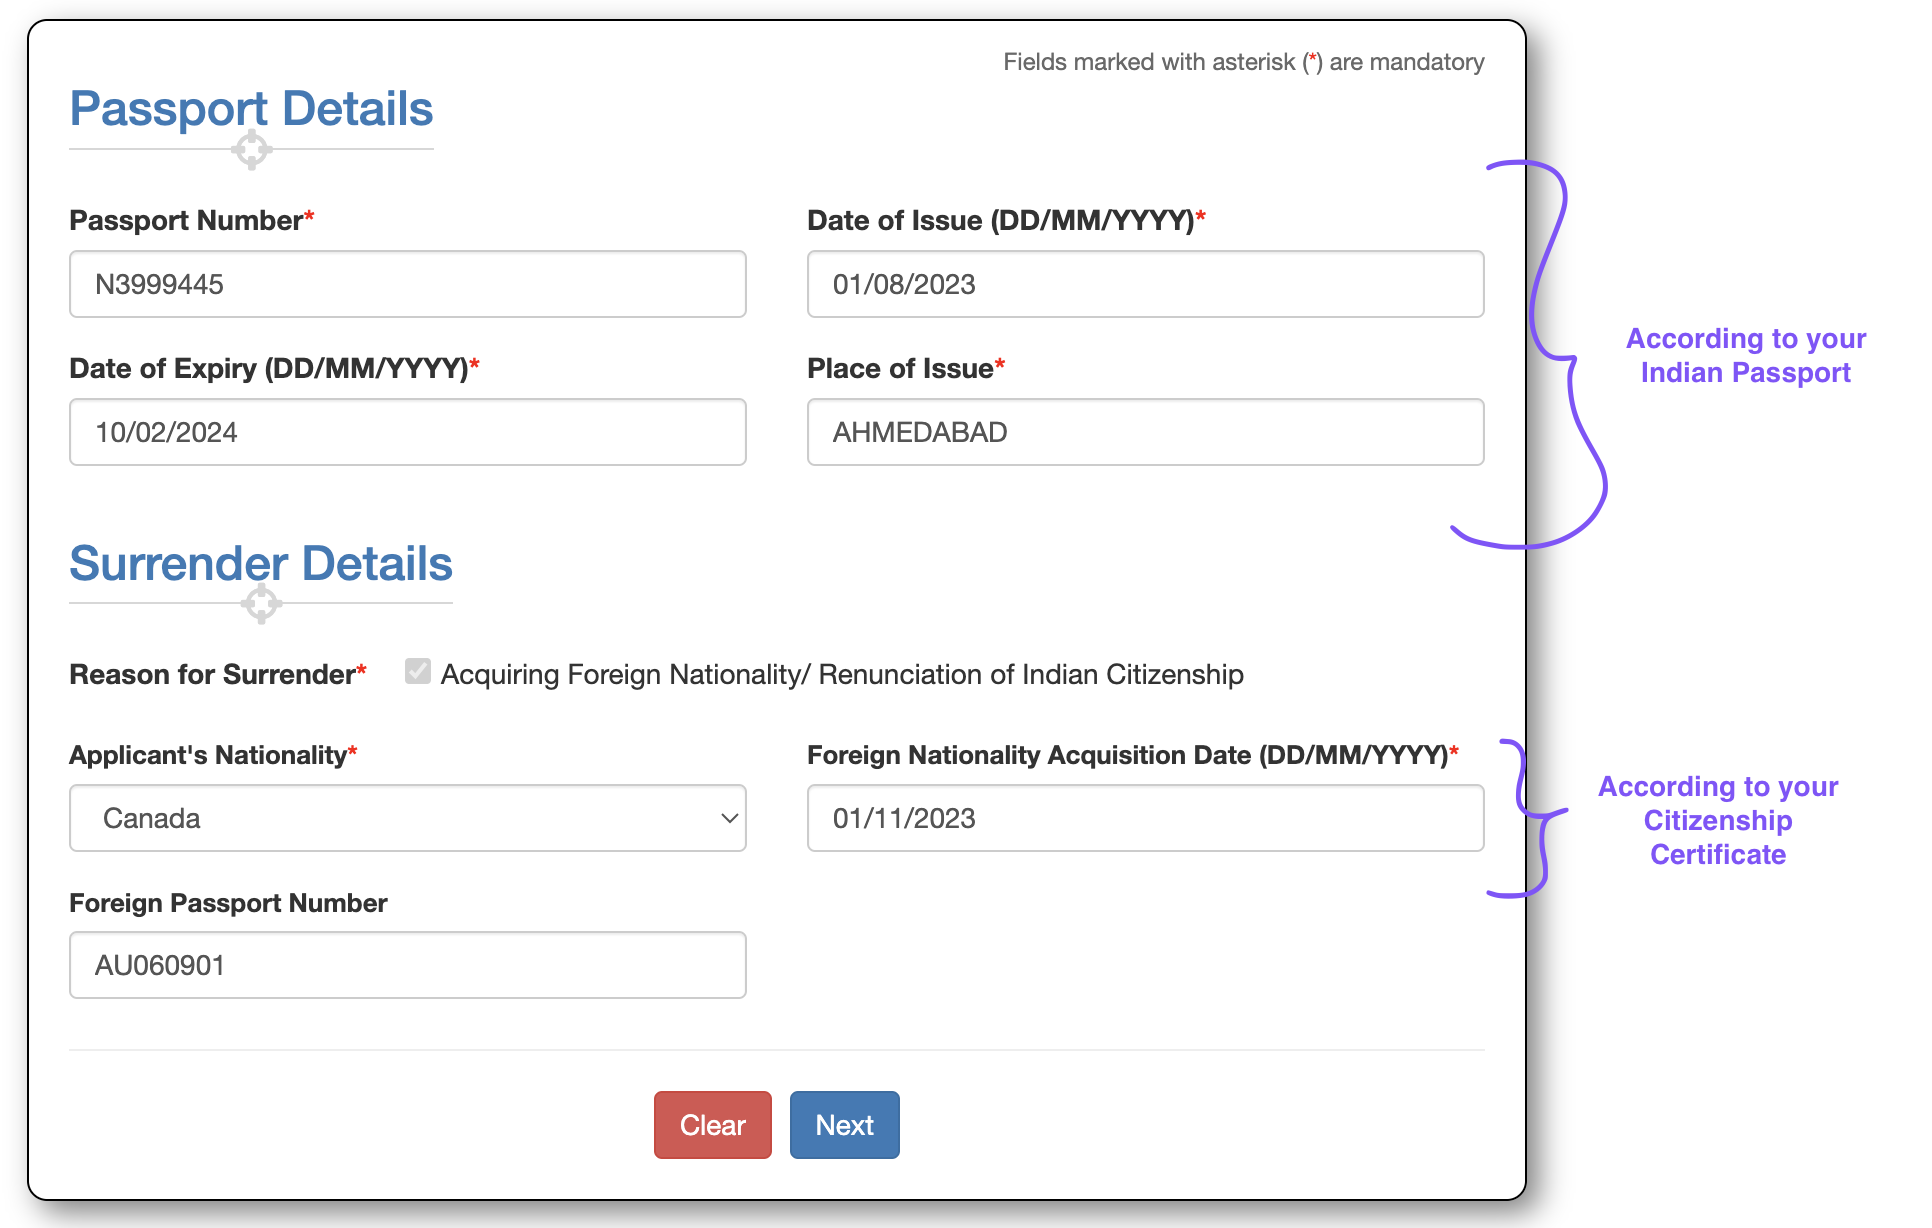 Fields marked with asterisk (*) are mandatory
Passport Details
Passport Number*
Date of Issue (DD/MM/YYYY)*
N3999445
01/08/2023
Date of Expiry (DD/MM/YYYY)*
Place of Issue*
10/02/2024
AHMEDABAD
According to your
Indian Passport
Surrender Details
Reason for Surrender*
Acquiring Foreign Nationality/ Renunciation of Indian Citizenship
Applicant's Nationality*
Foreign Nationality Acquisition Date (DD/MM/YYYY)*
Canada
01/11/2023
According to your
Citizenship
Certificate
Foreign Passport Number
AU060901
Clear
Next